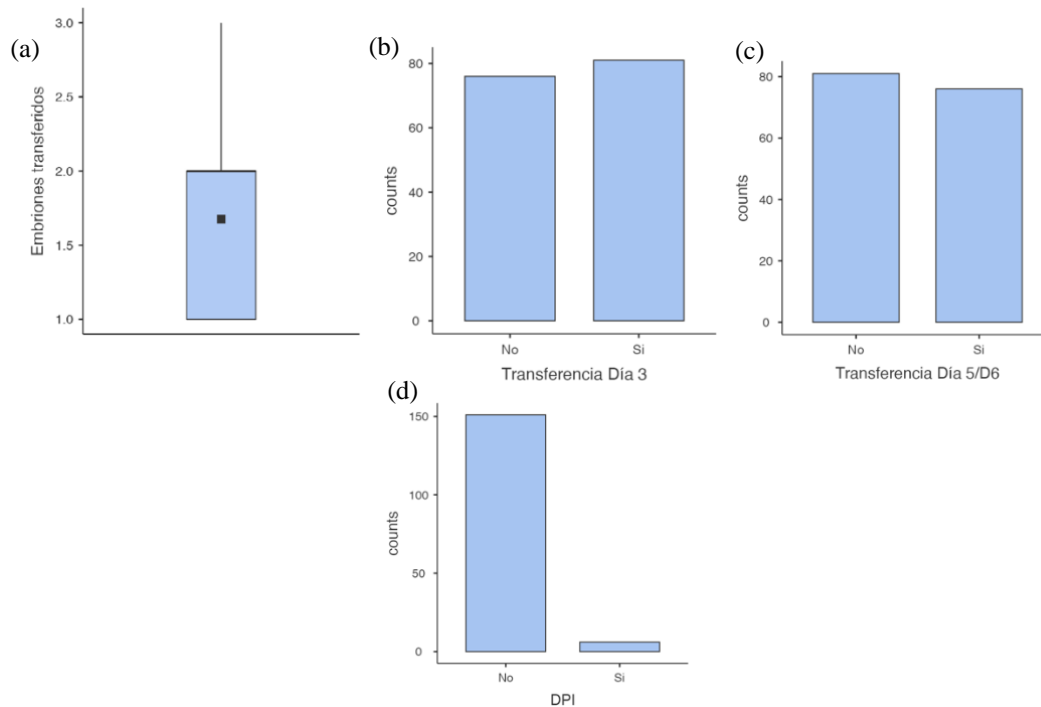 (a)
Embriones transferidos
3.0
2.5
2.0
1.5
1.0
(b)
counts
80
60
40
20
0
No Si
Transferencia Día 3
(c)
counts
80
60
40
20
0
No Si
Transferencia Día 5/D6
(d)
counts
150
100
50
0
No Si
DPI